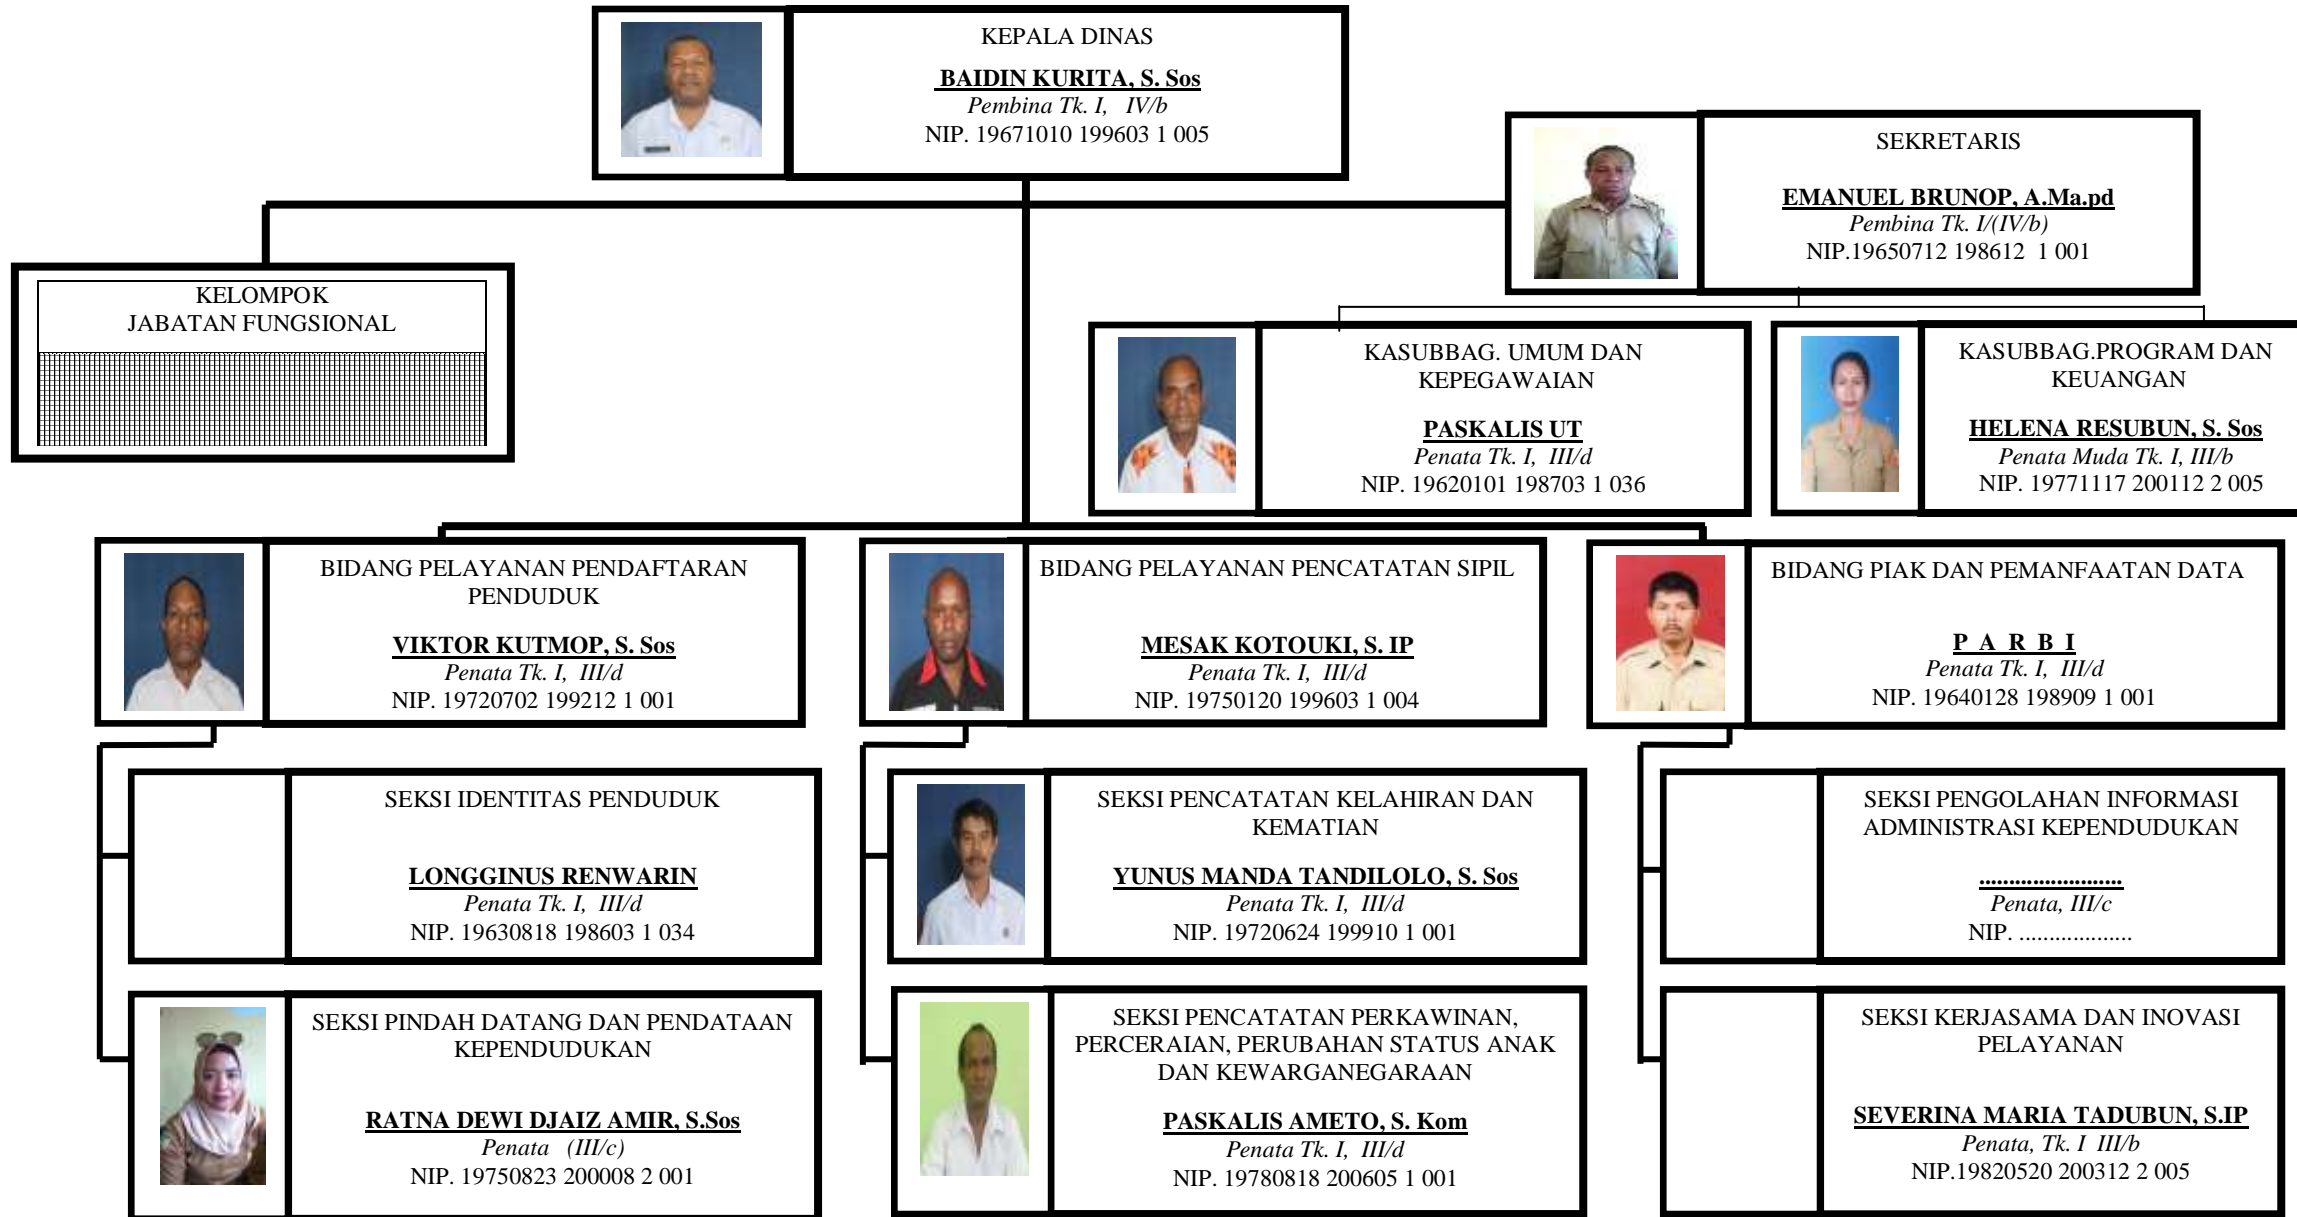 KEPALA DINAS
BAIDIN KURITA, S. Sos
Pembina Tk. I, IV/b
NIP. 19671010 199603 1 005
SEKRETARIS
EMANUEL BRUNOP, A.Ma.pd
Pembina Tk. I/(IV/b)
NIP.19650712 198612 1 001
KELOMPOK
JABATAN FUNGSIONAL
KASUBBAG. UMUM DAN
KEPEGAWAIAN
PASKALIS UT
Penata Tk. I, III/d
NIP. 19620101 198703 1 036
KASUBBAG.PROGRAM DAN
KEUANGAN
HELENA RESUBUN, S. Sos
Penata Muda Tk. I, III/b
NIP. 19771117 200112 2 005
BIDANG PELAYANAN PENDAFTARAN
PENDUDUK
VIKTOR KUTMOP, S. Sos
Penata Tk. I, III/d
NIP. 19720702 199212 1 001
BIDANG PELAYANAN PENCATATAN SIPIL
MESAK KOTOUKI, S. IP
Penata Tk. I, III/d
NIP. 19750120 199603 1 004
BIDANG PIAK DAN PEMANFAATAN DATA
P A R B I
Penata Tk. I, III/d
NIP. 19640128 198909 1 001
SEKSI IDENTITAS PENDUDUK
LONGGINUS RENWARIN
Penata Tk. I, III/d
NIP. 19630818 198603 1 034
SEKSI PENCATATAN KELAHIRAN DAN
KEMATIAN
YUNUS MANDA TANDILOLO, S. Sos
Penata Tk. I, III/d
NIP. 19720624 199910 1 001
SEKSI PENGOLAHAN INFORMASI
ADMINISTRASI KEPENDUDUKAN
........................
Penata, III/c
NIP. ...................
SEKSI PINDAH DATANG DAN PENDATAAN
KEPENDUDUKAN
RATNA DEWI DJAIZ AMIR, S.Sos
Penata (III/c)
NIP. 19750823 200008 2 001
SEKSI PENCATATAN PERKAWINAN,
PERCERAIAN, PERUBAHAN STATUS ANAK
DAN KEWARGANEGARAAN
PASKALIS AMETO, S. Kom
Penata Tk. I, III/d
NIP. 19780818 200605 1 001
SEKSI KERJASAMA DAN INOVASI
PELAYANAN
SEVERINA MARIA TADUBUN, S.IP
Penata, Tk. I III/b
NIP.19820520 200312 2 005